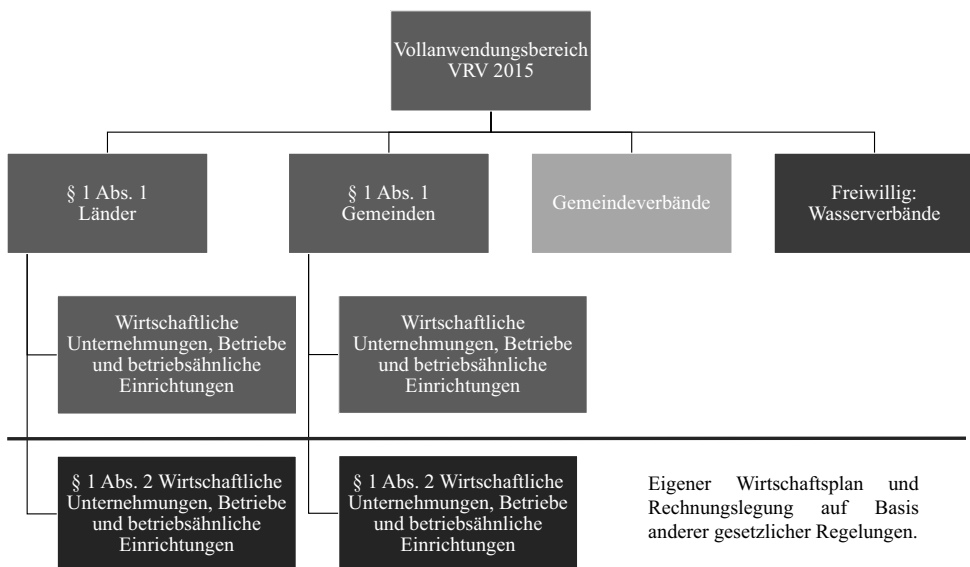 Vollanwendungsbereich
VRV 2015
§ 1 Abs. 1
Länder
§ 1 Abs. 1
Gemeinden
Gemeindeverbände
Freiwillig:
Wasserverbände
Wirtschaftliche
Unternehmungen, Betriebe
und betriebsähnliche
Einrichtungen
Wirtschaftliche
Unternehmungen, Betriebe
und betriebsähnliche
Einrichtungen
§ 1 Abs. 2 Wirtschaftliche
Unternehmungen, Betriebe
und betriebsähnliche
Einrichtungen
§ 1 Abs. 2 Wirtschaftliche
Unternehmungen, Betriebe
und betriebsähnliche
Einrichtungen
Eigener Wirtschaftsplan und
Rechnungslegung auf Basis
anderer gesetzlicher Regelungen.